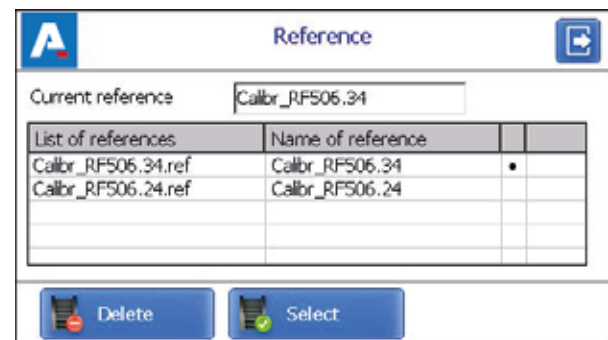 A
Reference
Current reference Calibr_RF506.34
List of references Name of reference
Calibr_RF506.34.ref Calibr_RF506.34 •
Calibr_RF506.24.ref Calibr_RF506.24
Delete Select